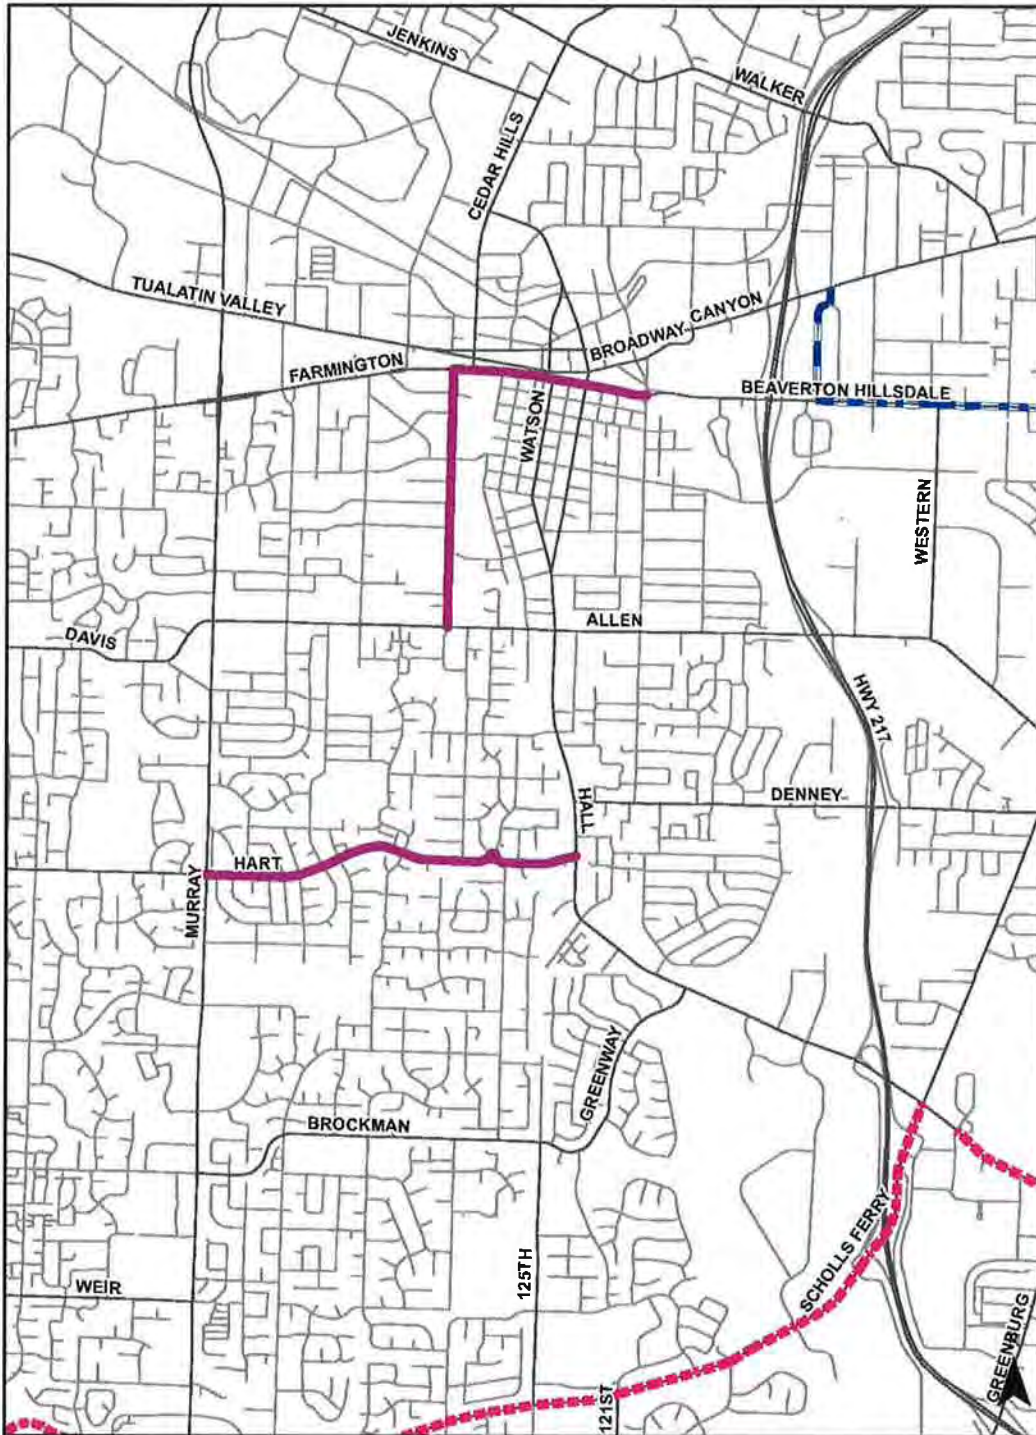 JENKINS
WALKER
CEDAR HILLS
TUALATIN VALLEY
BROADWAY
CANYON
FARMINGTON
BEAVERTON HILLSDALE
WATSON
WESTERN
ALLEN
DAVIS
HWY 217
DENNEY
HALL
HART
MURRAY
GREENWAY
BROCKMAN
SCHOLLS FERRY
125TH
WEIR
GREENBURG
121ST